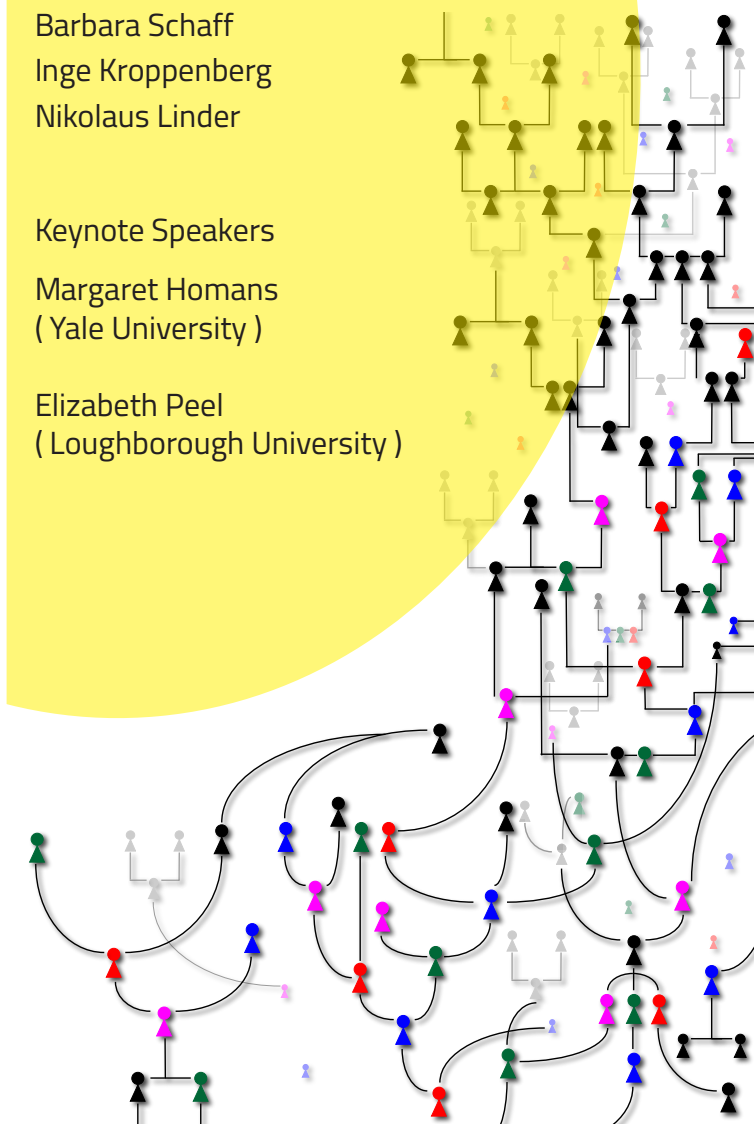 Barbara Schaff
Inge Kroppenberg
Nikolaus Linder
Keynote Speakers
Margaret Homans
( Yale University )
Elizabeth Peel
( Loughborough University )